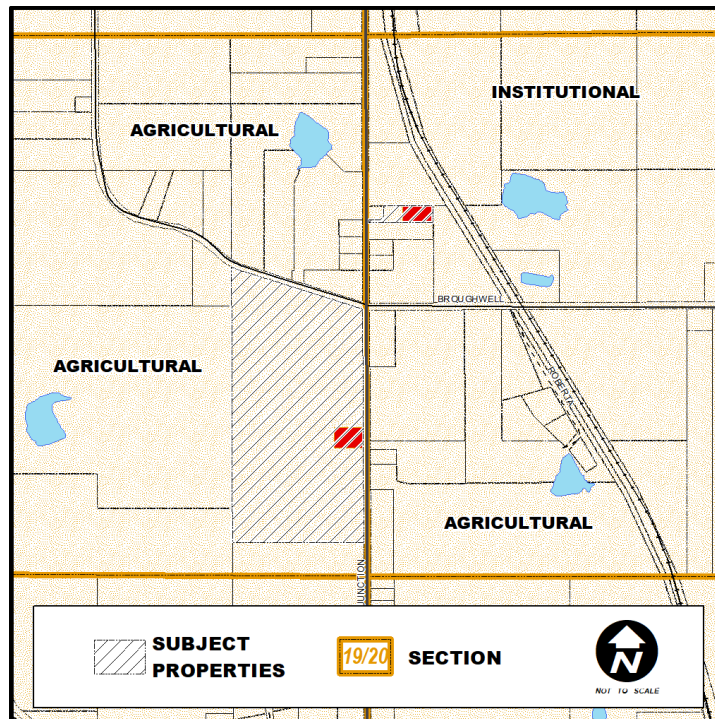 INSTITUTIONAL
AGRICULTURAL
BROUGHWELL
AGRICULTURAL
ROBERTA
AGRICULTURAL
JUNCTION
SUBJECT
PROPERTIES
19/20
SECTION
N
NOT TO SCALE